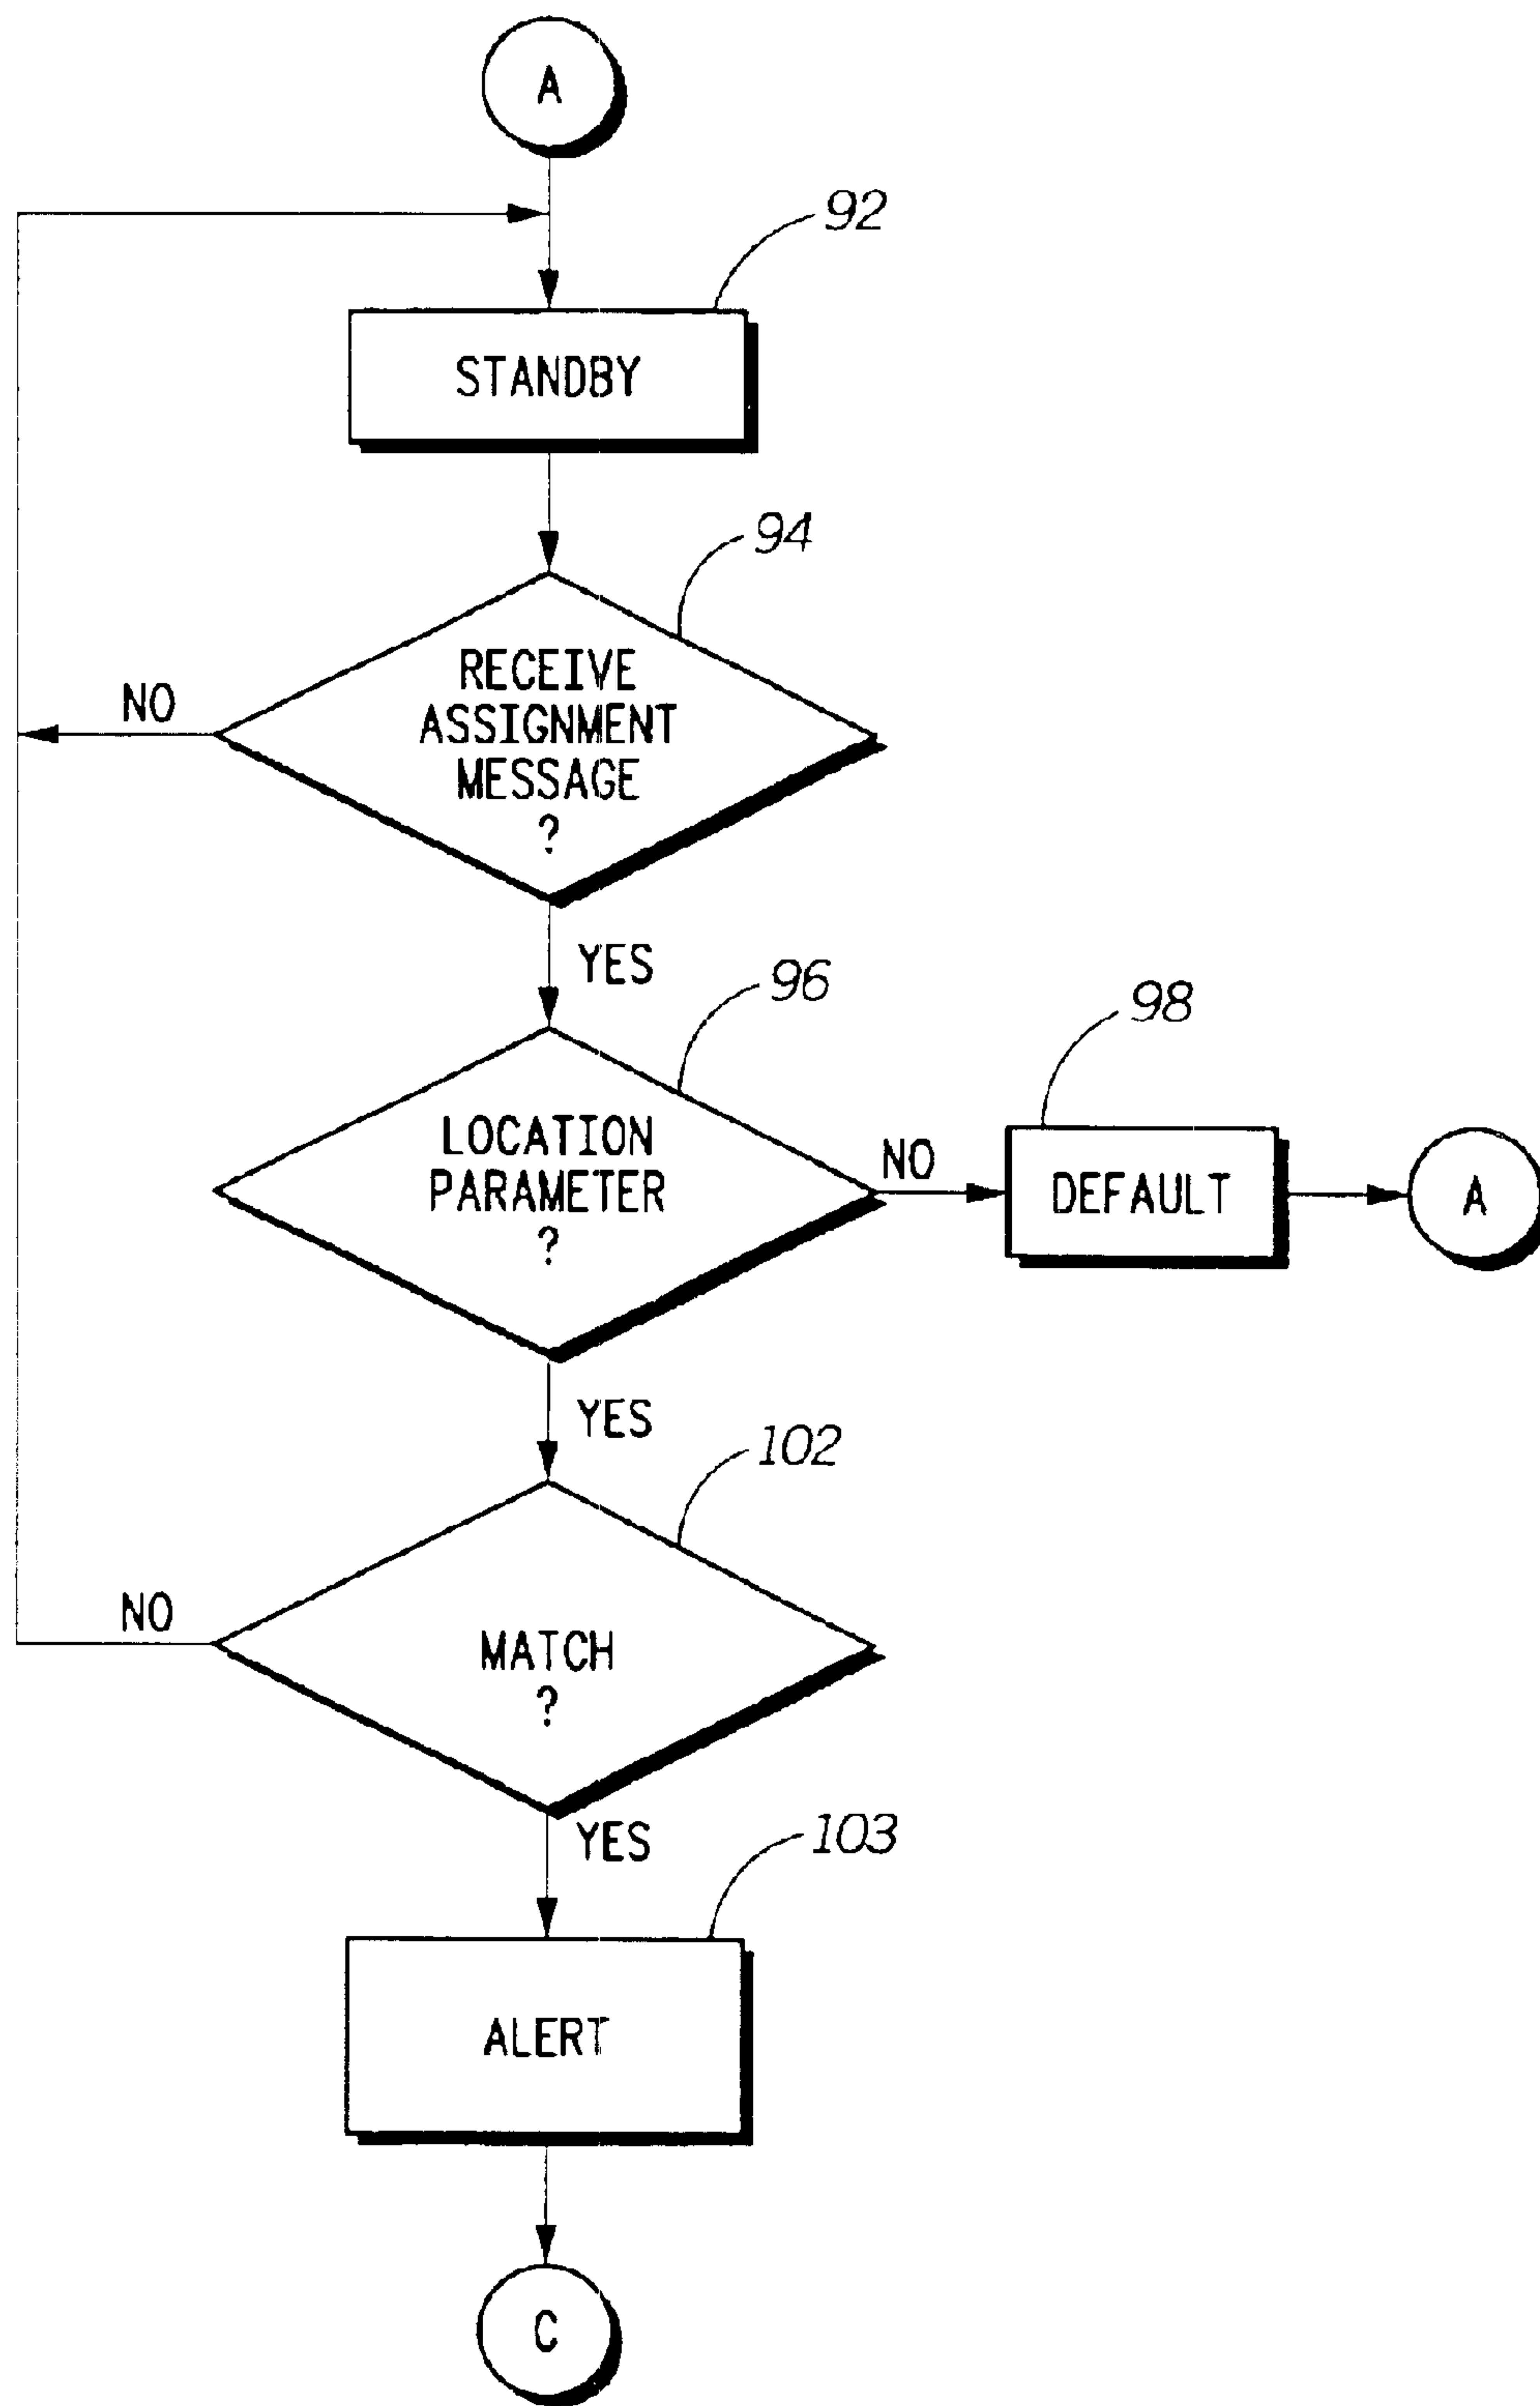 A
92
STANDBY
94
RECEIVE
ASSIGNMENT
MESSAGE
?
NO
YES
96
98
LOCATION
PARAMETER
?
NO
DEFAULT
A
YES
102
MATCH
?
NO
YES
103
ALERT
C